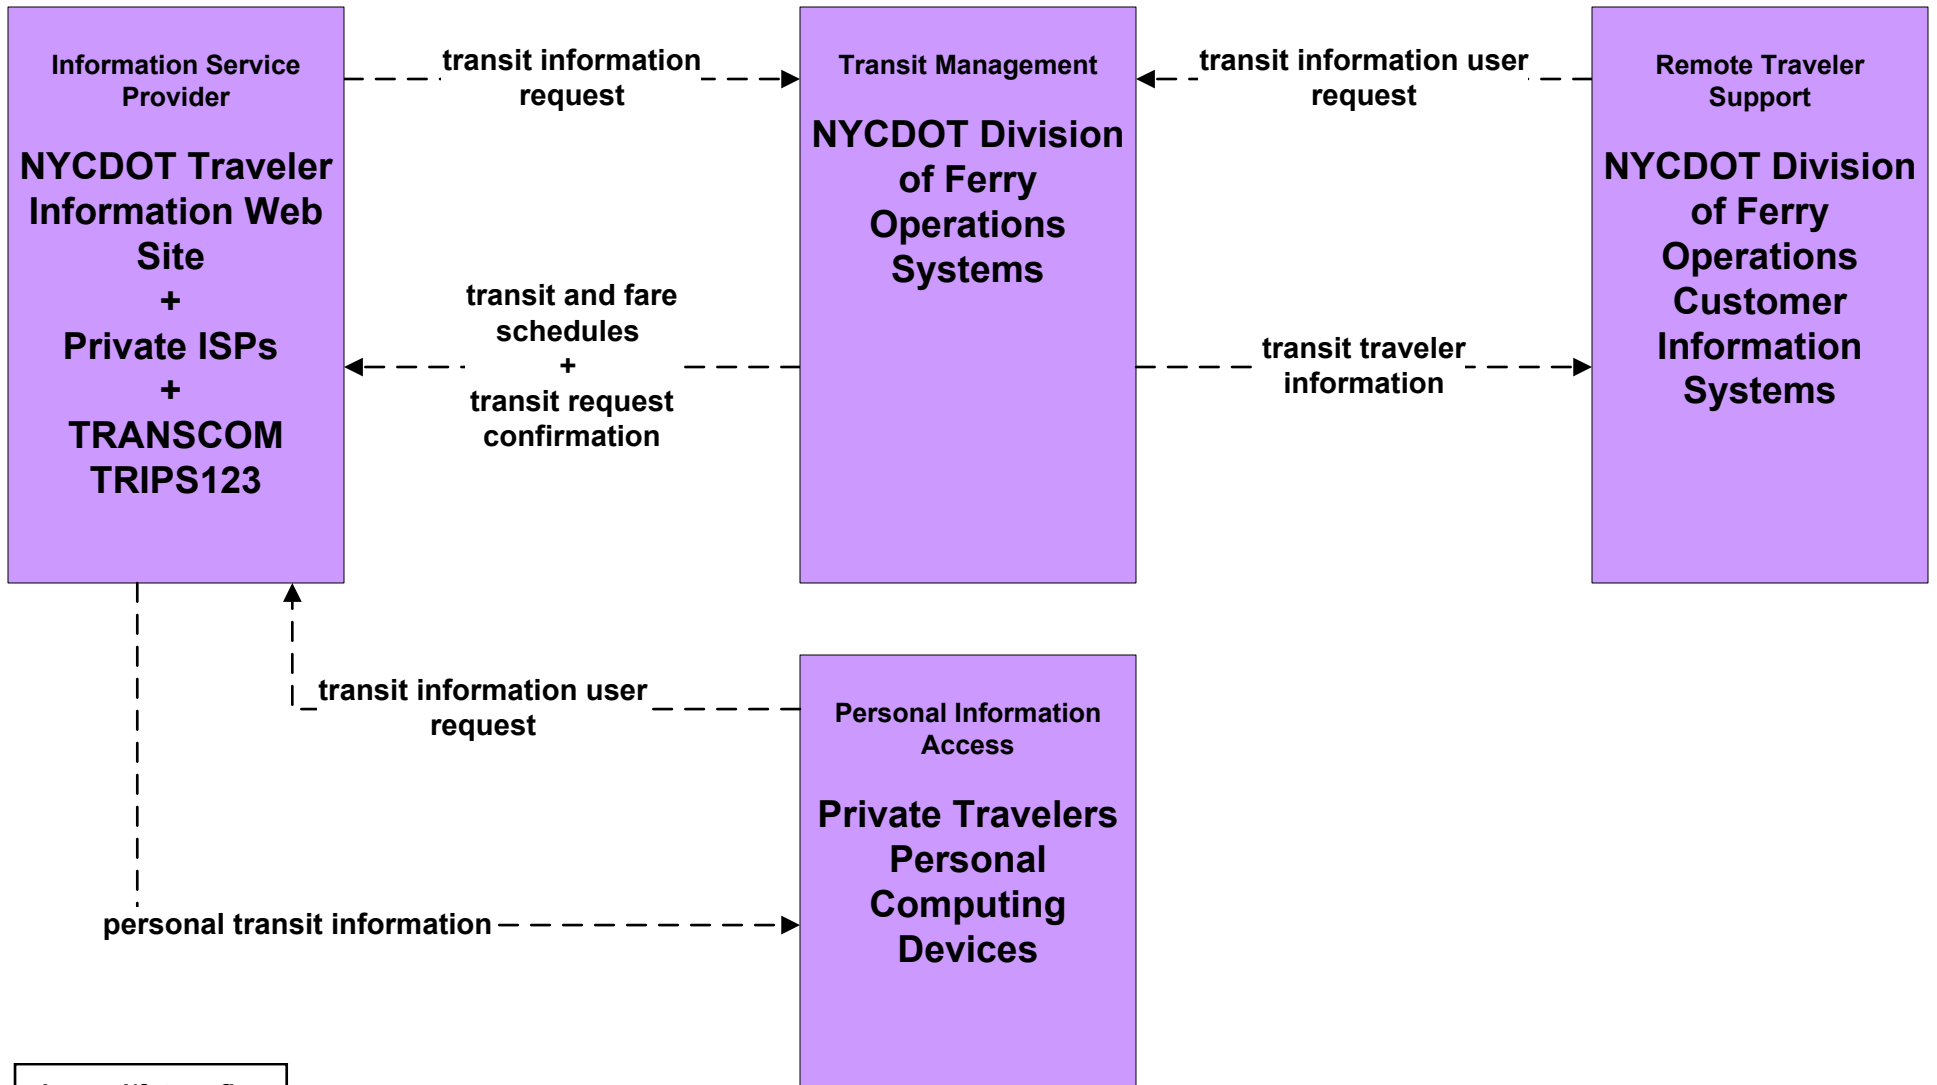 Information Service
Provider
NYCDOT Traveler
Information Web
Site
+
Private ISPs
+
TRANSCOM
TRIPS123
transit information
request
transit and fare
schedules
+
transit request
confirmation
Transit Management
NYCDOT Division
of Ferry
Operations
Systems
transit information user
request
transit traveler
information
Remote Traveler
Support
NYCDOT Division
of Ferry
Operations
Customer
Information
Systems
transit information user
request
personal transit information
Personal Information
Access
Private Travelers
Personal
Computing
Devices